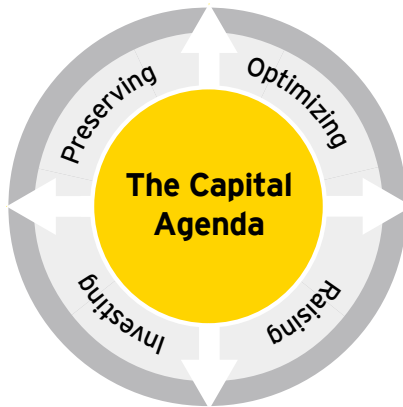 Preserving
Optimizing
The Capital
Agenda
Investing
Raising